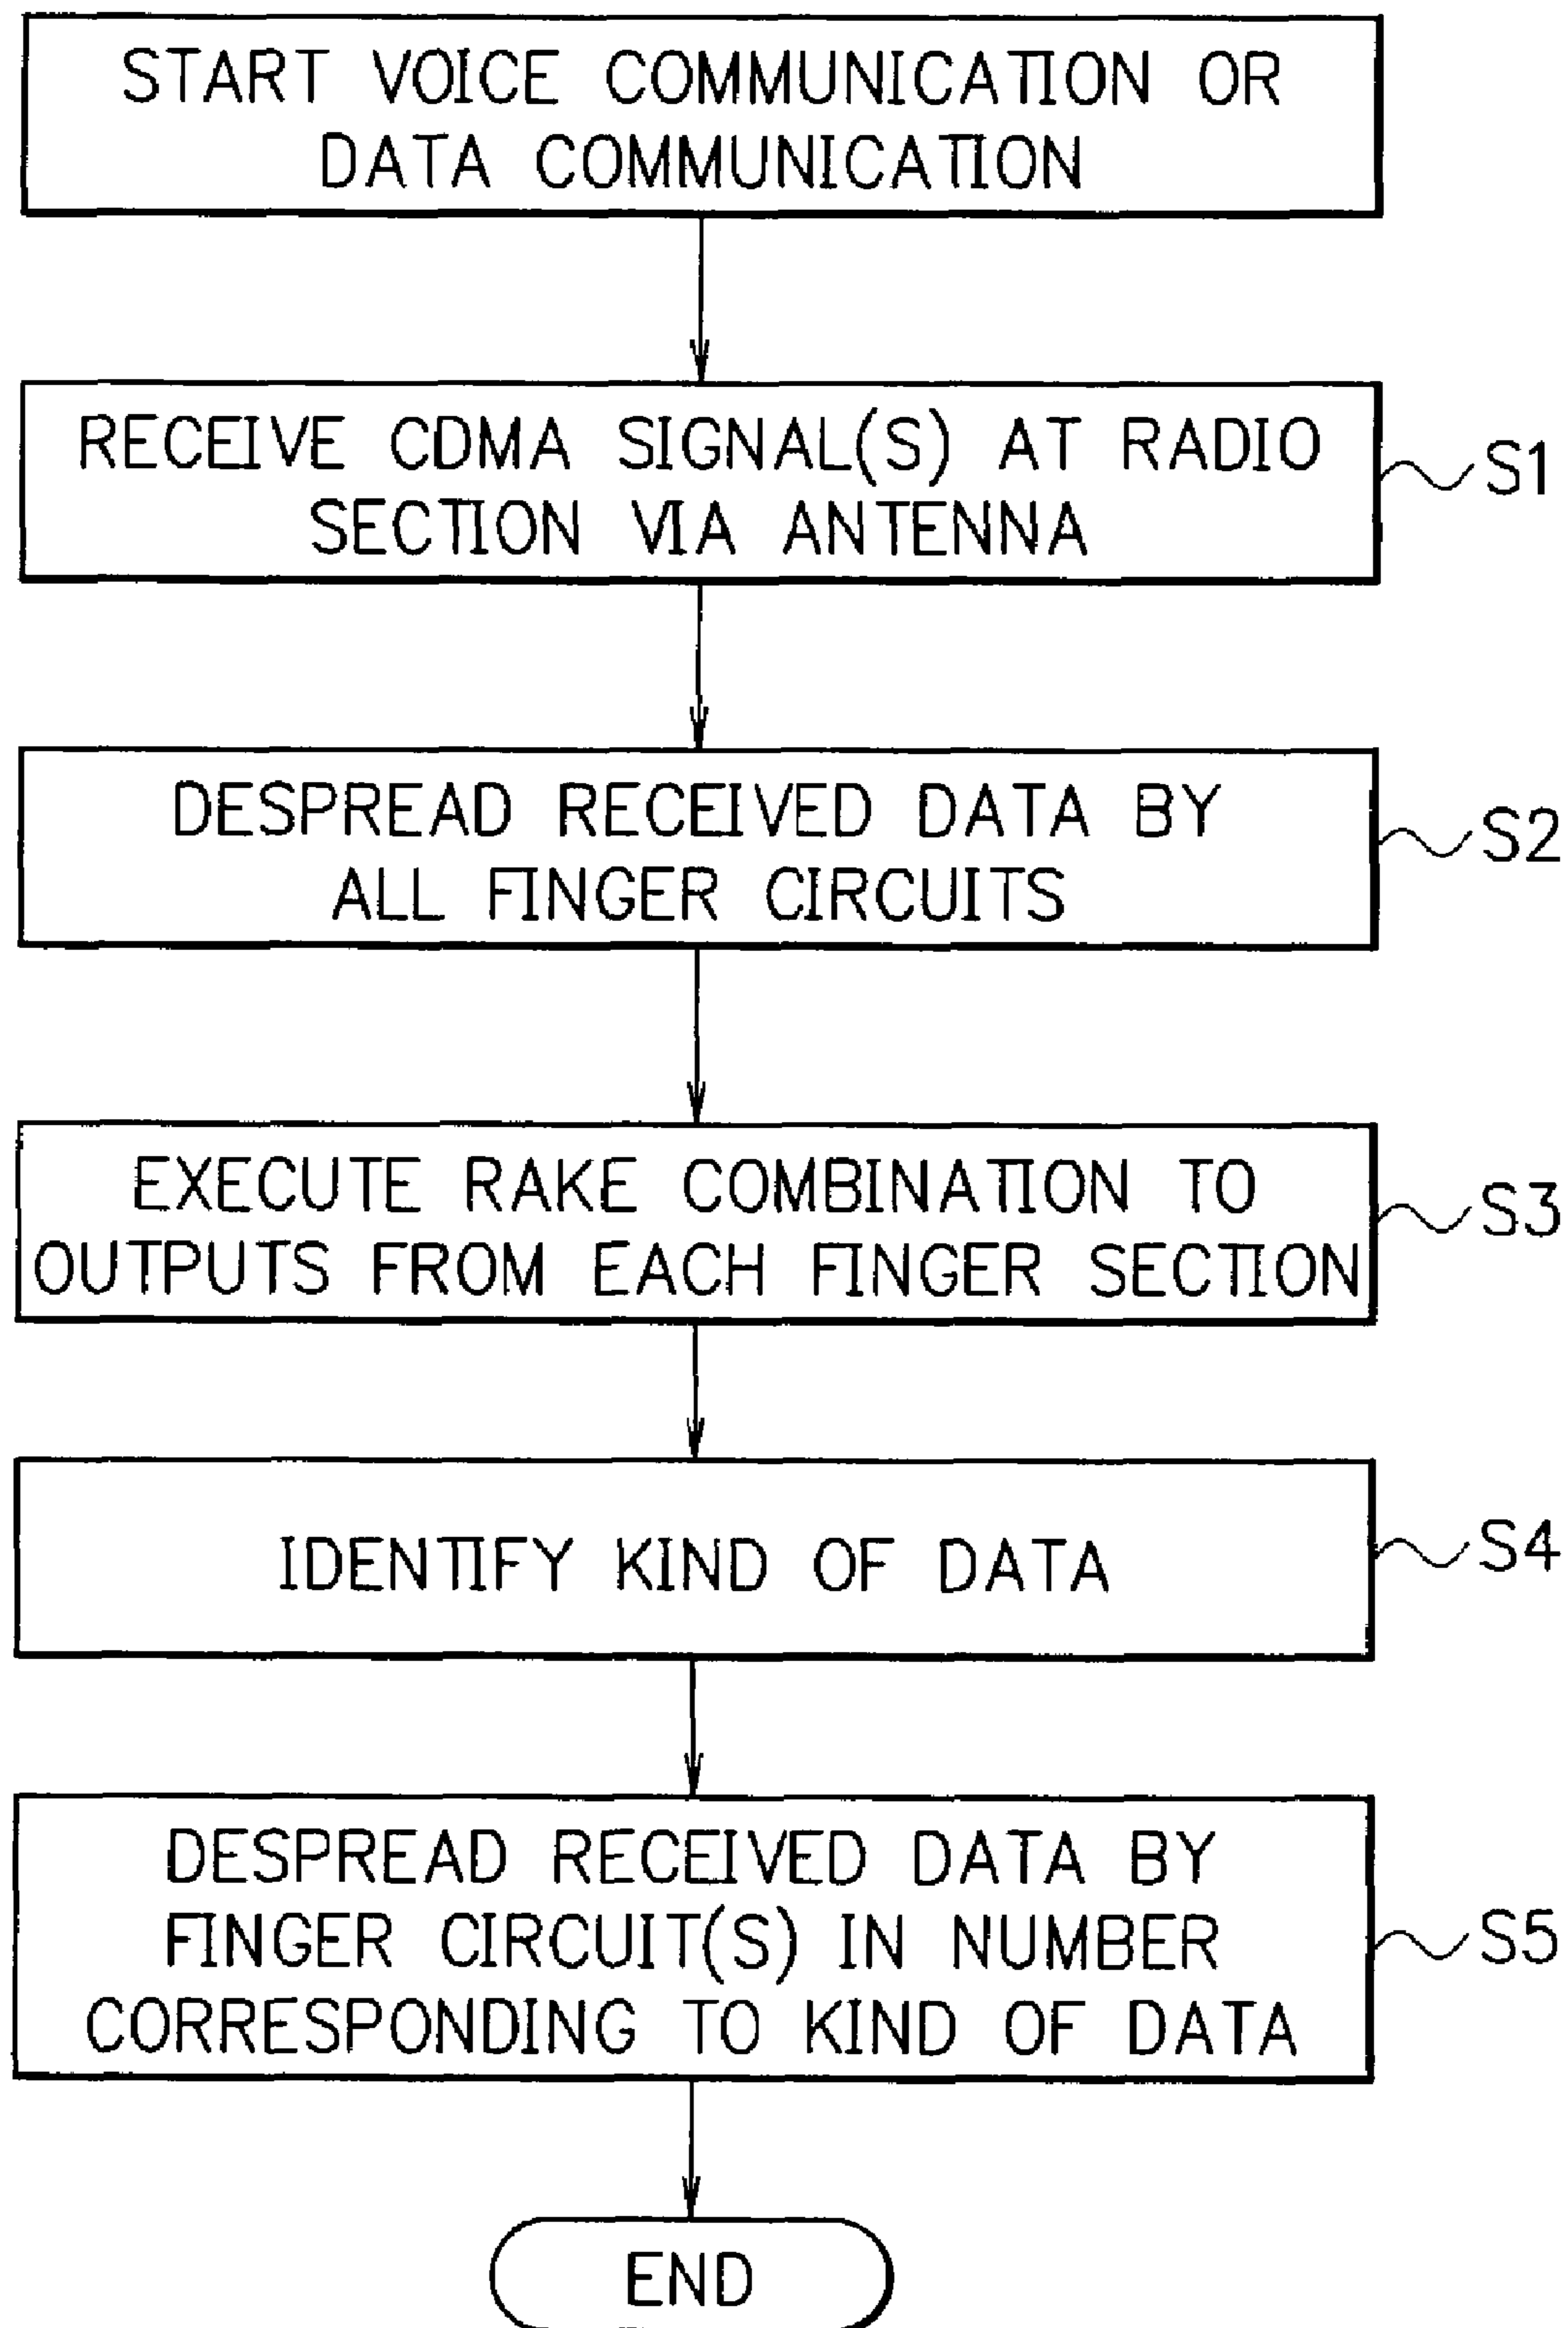 START VOICE COMMUNICATION OR
DATA COMMUNICATION
RECEIVE CDMA SIGNAL(S) AT RADIO
SECTION VIA ANTENNA
S1
DESPREAD RECEIVED DATA BY
ALL FINGER CIRCUITS
S2
EXECUTE RAKE COMBINATION TO
OUTPUTS FROM EACH FINGER SECTION
S3
IDENTIFY KIND OF DATA
S4
DESPREAD RECEIVED DATA BY
FINGER CIRCUIT(S) IN NUMBER
CORRESPONDING TO KIND OF DATA
S5
END